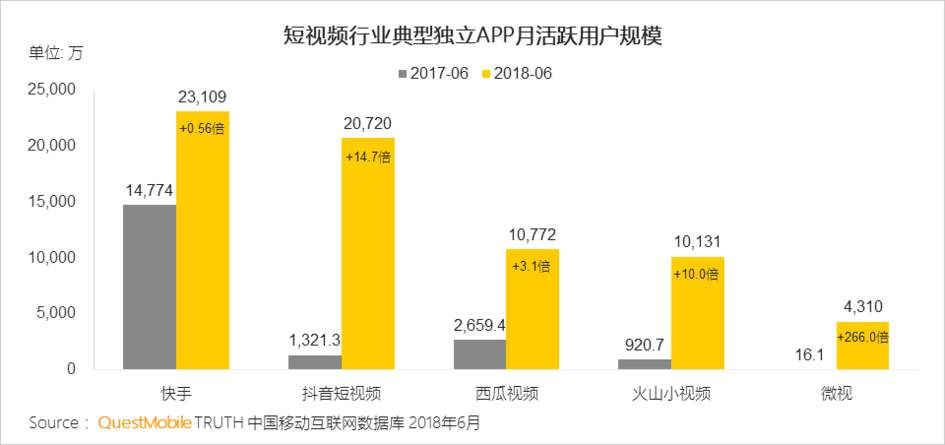 短视频行业典型独立APP月活跃用户规模
单位: 万
2017-06 2018-06
25,000
20,000
15,000
10,000
5,000
0
14,774
23,109
+0.56倍
1,321.3
20,720
+14.7倍
2,659.4
10,772
+3.1倍
920.7
10,131
+10.0倍
16.1
4,310
+266.0倍
快手 抖音短视频 西瓜视频 火山小视频 微视
Source： QuestMobile TRUTH 中国移动互联网数据库 2018年6月